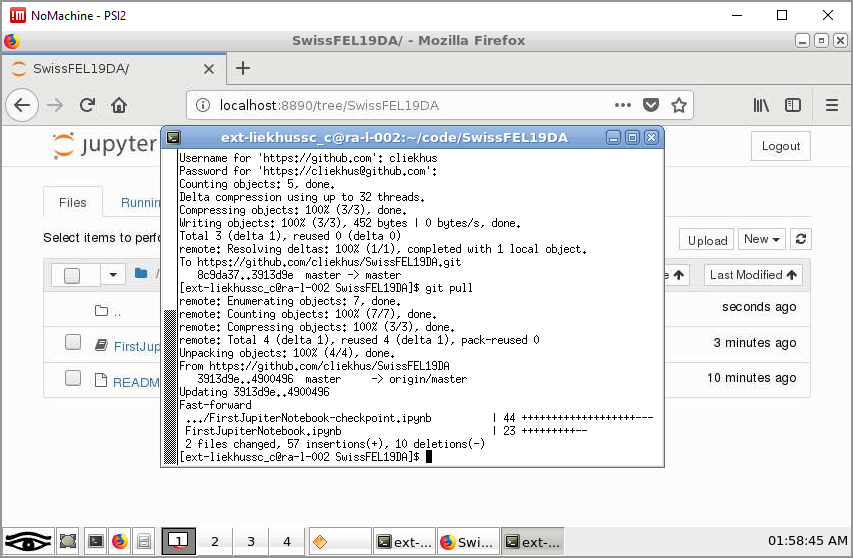 NoMachine - PSI2
SwissFEL19DA/ - Mozilla Firefox
SwissFEL19DA/
localhost:8890/tree/SwissFEL19DA
jupyter
Logout
ext-liekhussc_c@ra-l-002:~/code/SwissFEL19DA
Username for 'https://github.com': cliekhus
Password for 'https://cliekhus@github.com':
Counting objects: 5, done.
Delta compression using up to 32 threads.
Compressing objects: 100% (3/3), done.
Writing objects: 100% (3/3), 452 bytes | 0 bytes/s, done.
Total 3 (delta 1), reused 0 (delta 0)
remote: Resolving deltas: 100% (1/1), completed with 1 local object.
To https://github.com/cliekhus/SwissFEL19DA.git
8c9da37..3913d9e master -> master
[ext-liekhussc_c@ra-l-002 SwissFEL19DA]$ git pull
remote: Enumerating objects: 7, done.
remote: Counting objects: 100% (7/7), done.
remote: Compressing objects: 100% (3/3), done.
remote: Total 4 (delta 1), reused 4 (delta 1), pack-reused 0
Unpacking objects: 100% (4/4), done.
From https://github.com/cliekhus/SwissFEL19DA
3913d9e..4900496 master -> origin/master
Updating 3913d9e..4900496
Fast-forward
.../FirstJupiterNotebook-checkpoint.ipynb | 44 +++++++++++++++++++---
FirstJupiterNotebook.ipynb | 23 +++++++++--
2 files changed, 57 insertions(+), 10 deletions(-)
[ext-liekhussc_c@ra-l-002 SwissFEL19DA]$
Files
Runnin
Select items to perfo
Upload
New
/
e
Last Modified
..
seconds ago
FirstJup
3 minutes ago
README
10 minutes ago
1
2
3
4
ext-...
Swi...
ext-...
01:58:45 AM